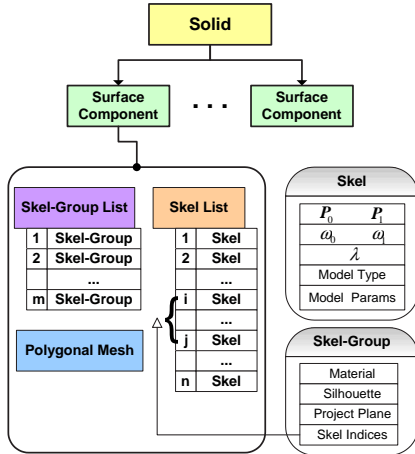 Solid
Surface Component
. . .
Surface Component
Skel-Group List
1 Skel-Group
2 Skel-Group
...
m Skel-Group
Polygonal Mesh
Skel List
1 Skel
2 Skel
...
i Skel
...
j Skel
...
n Skel
Skel
P0 P1
ω0 ω1
λ
Model Type
Model Params
Skel-Group
Material
Silhouette
Project Plane
Skel Indices